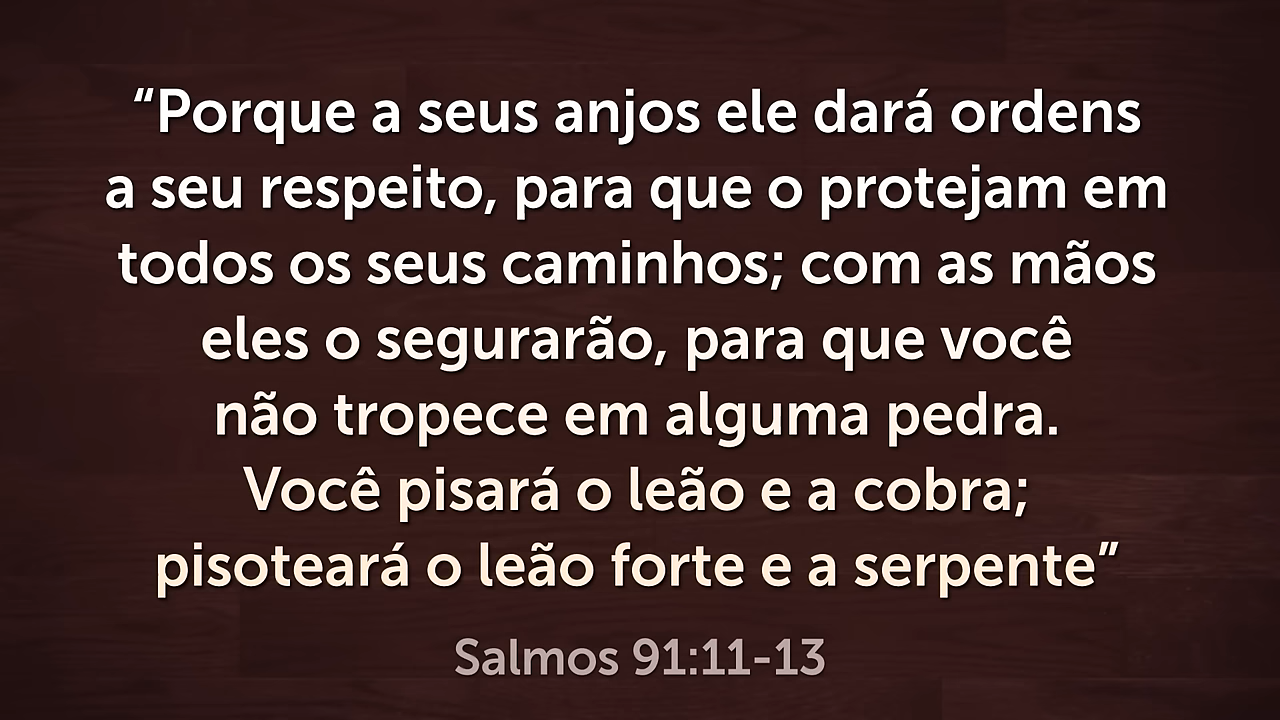 “Porque a seus anjos ele dará ordens
a seu respeito, para que o protejam em
todos os seus caminhos; com as mãos
eles o segurarão, para que você
não tropece em alguma pedra.
Você pisará o leão e a cobra;
pisoteará o leão forte e a serpente”
Salmos 91:11-13